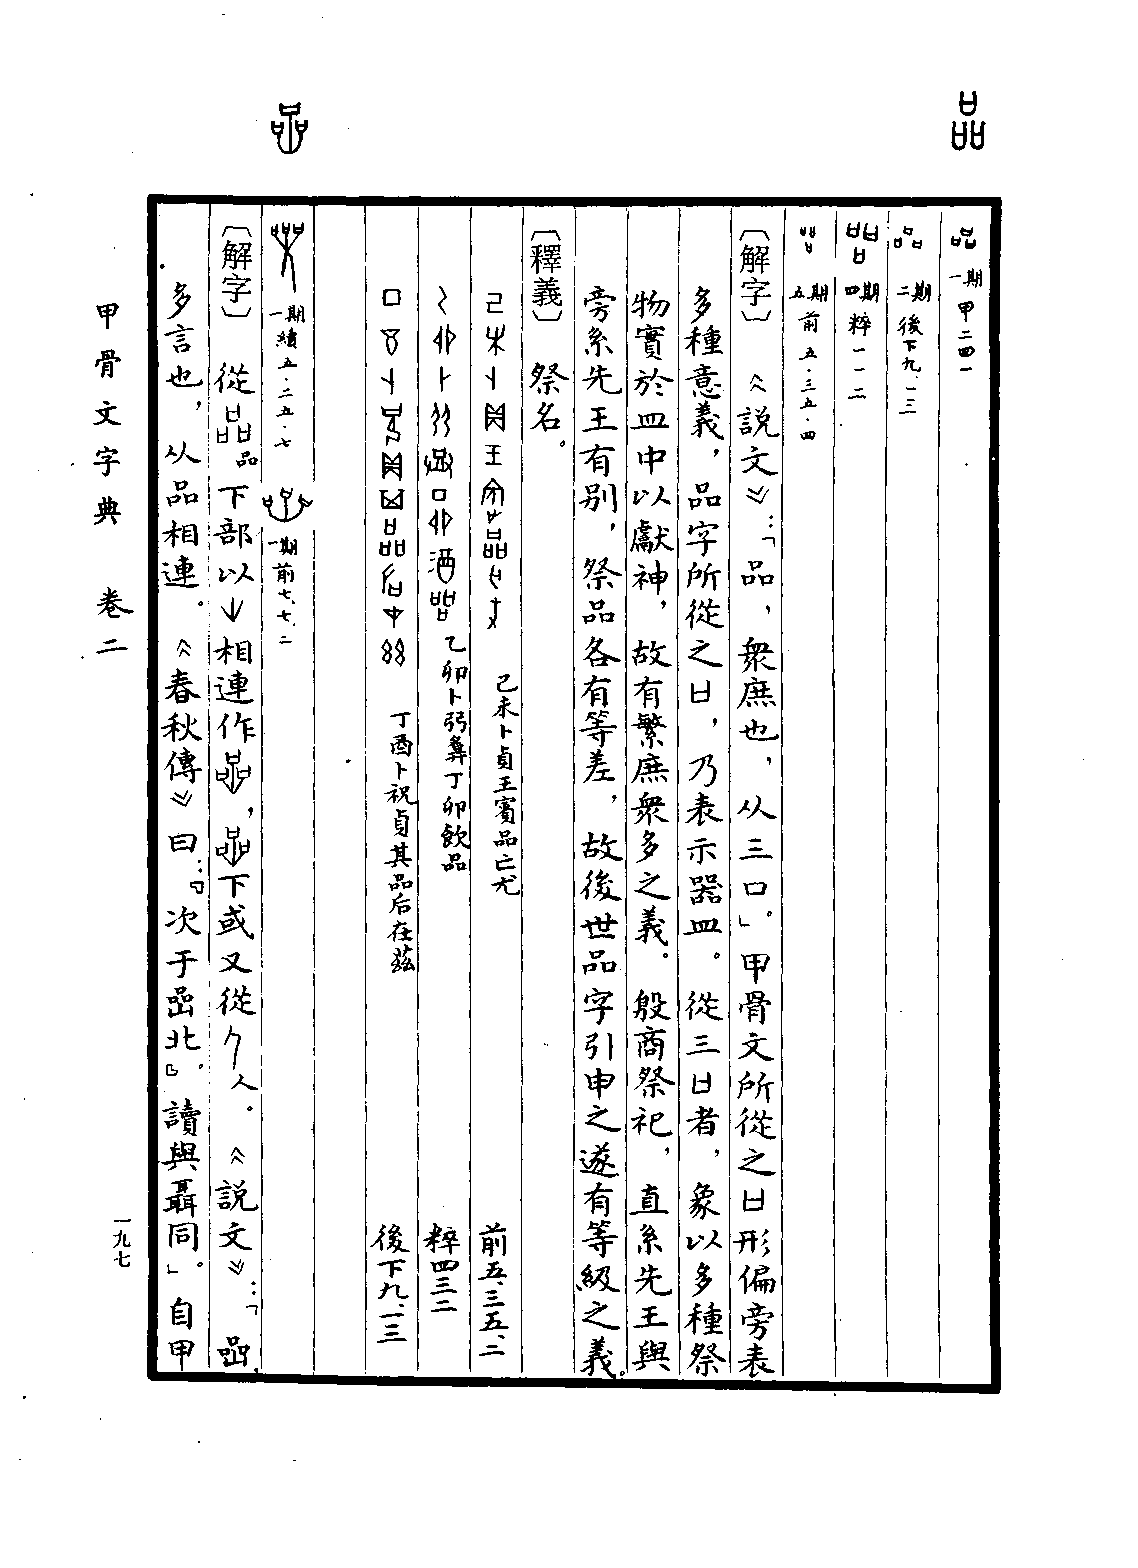 品
一期 甲二四一
二期 後下九.一三
四期 粹一一二
五期 前五.三五.四
〔解字〕 《說文》：「品，衆庶也，从三口」。甲骨文所從之口形偏旁表
多種意義，品字所從之口，乃表示器皿。從三口者，象以多種祭
物實於皿中以獻神，故有繁庶衆多之義。殷商祭祀，直系先王與
旁系先王有别，祭品各有等差，故後世品字引申之遂有等級之義。
〔釋義〕 祭名。
己未卜貞王賓品亡尤 前五、三五、二
乙卯卜弜彝丁卯飲品 粹四三二
丁酉卜祝貞其品后在茲 後下九、一三
喦
一期 續五.二五.七 一期 前七.七.二
〔解字〕 從品下部以相連作，下或又從人。《說文》：「喦，
多言也，从品相連。《春秋傳》曰：『次于喦北』。讀與聶同。」自甲
甲骨文字典 卷二
一九七